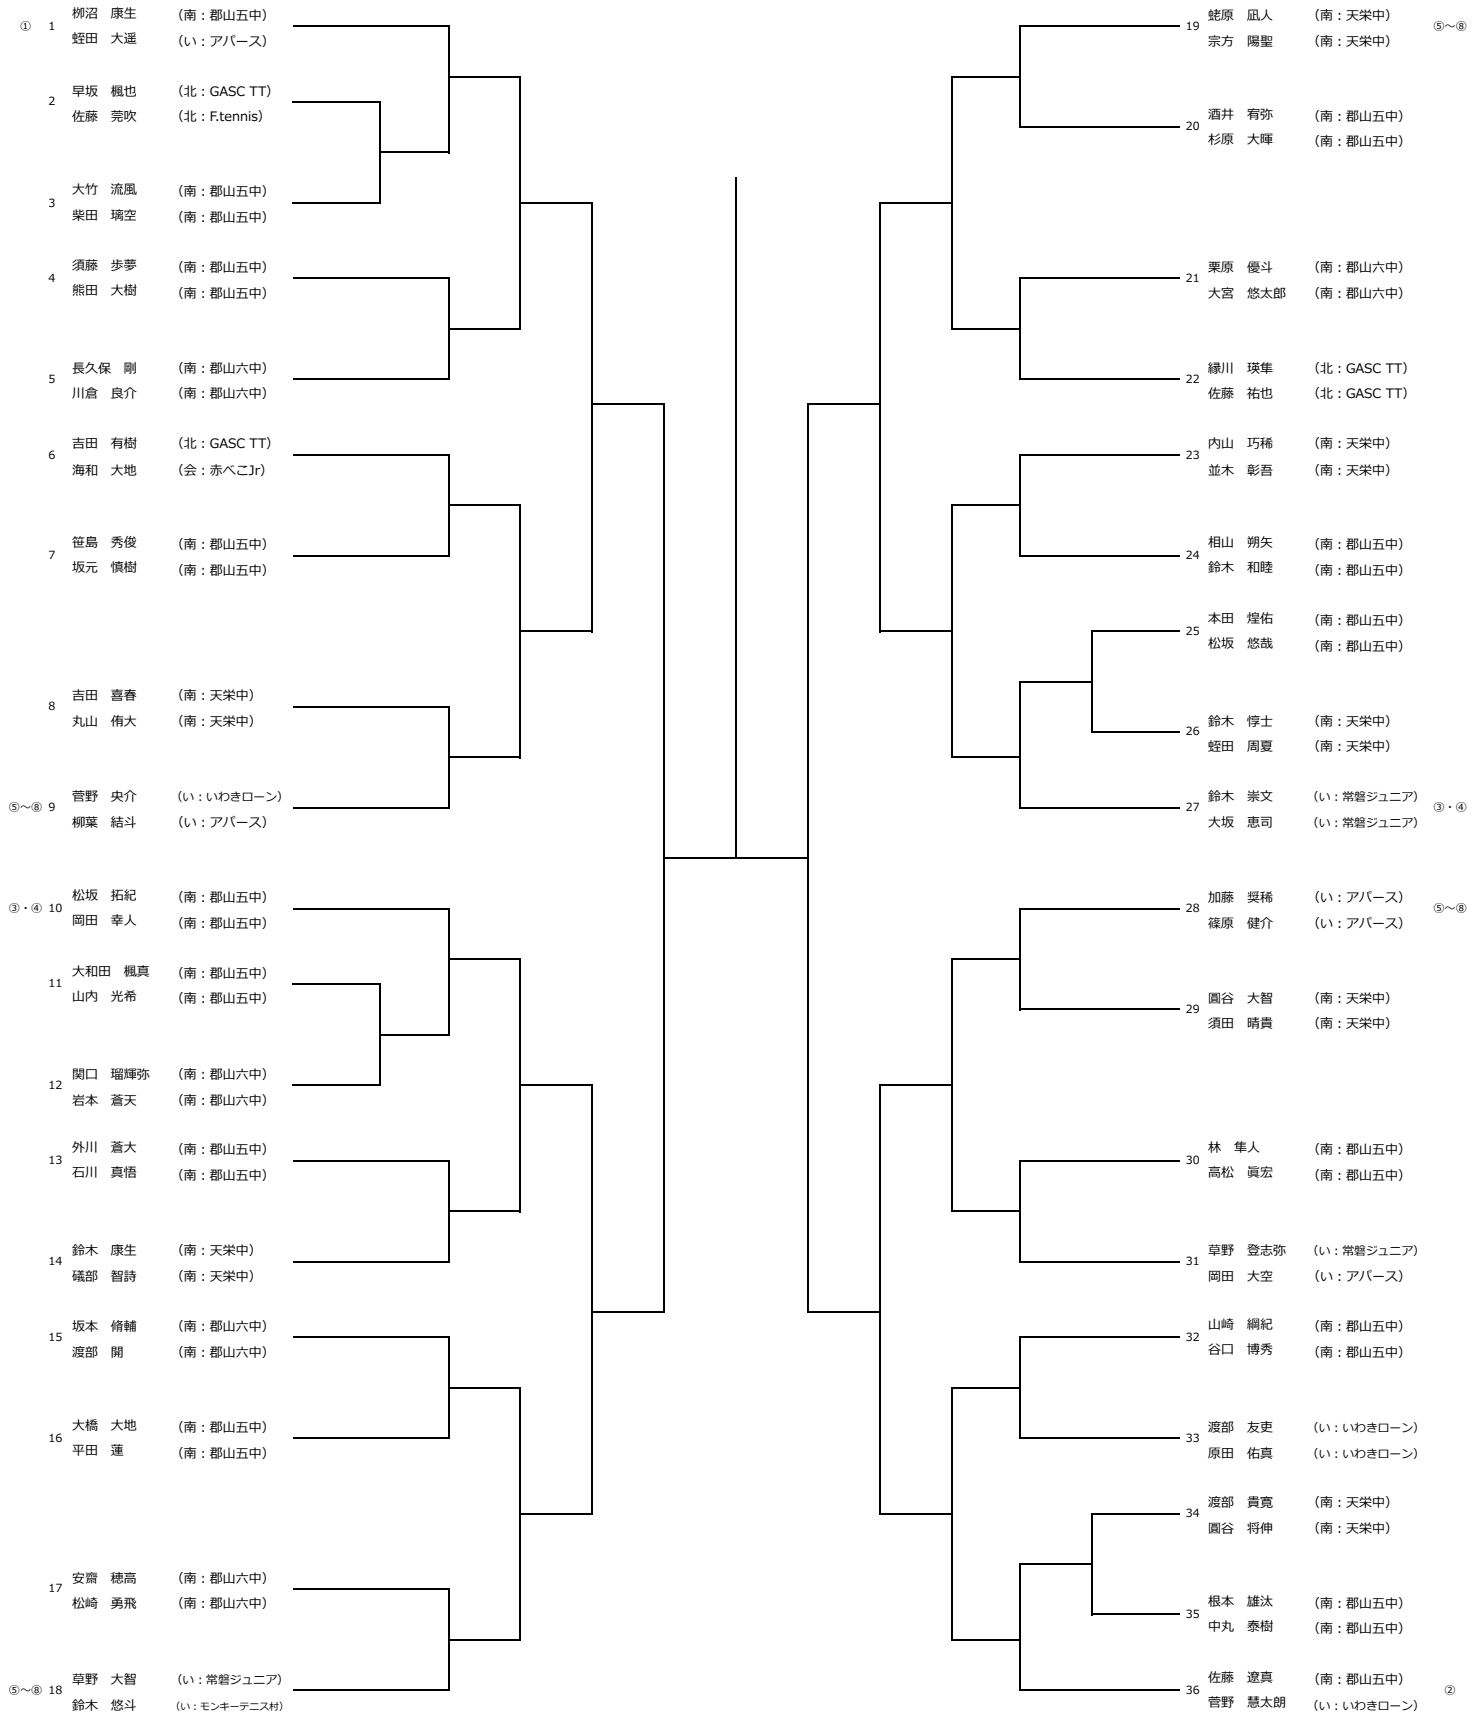 ① 1 栁沼　康生 （南：郡山五中）
蛭田　大遥 （い：アパース）
2 早坂　楓也 （北：GASC TT）
佐藤　莞吹 （北：F.tennis）
3 大竹　流風 （南：郡山五中）
柴田　璃空 （南：郡山五中）
4 須藤　歩夢 （南：郡山五中）
熊田　大樹 （南：郡山五中）
5 長久保　剛 （南：郡山六中）
川倉　良介 （南：郡山六中）
6 吉田　有樹 （北：GASC TT）
海和　大地 （会：赤べこJr）
7 笹島　秀俊 （南：郡山五中）
坂元　慎樹 （南：郡山五中）
8 吉田　喜春 （南：天栄中）
丸山　侑大 （南：天栄中）
⑤～⑧ 9 菅野　央介 （い：いわきローン）
柳葉　結斗 （い：アパース）
③・④ 10 松坂　拓紀 （南：郡山五中）
岡田　幸人 （南：郡山五中）
11 大和田　楓真 （南：郡山五中）
山内　光希 （南：郡山五中）
12 関口　瑠輝弥 （南：郡山六中）
岩本　蒼天 （南：郡山六中）
13 外川　蒼大 （南：郡山五中）
石川　真悟 （南：郡山五中）
14 鈴木　康生 （南：天栄中）
礒部　智詩 （南：天栄中）
15 坂本　脩輔 （南：郡山六中）
渡部　開 （南：郡山六中）
16 大橋　大地 （南：郡山五中）
平田　蓮 （南：郡山五中）
17 安齋　穂高 （南：郡山六中）
松崎　勇飛 （南：郡山六中）
⑤～⑧ 18 草野　大智 （い：常磐ジュニア）
鈴木　悠斗 （い：モンキーテニス村）
19 蛯原　凪人 （南：天栄中） ⑤～⑧
宗方　陽聖 （南：天栄中）
20 酒井　宥弥 （南：郡山五中）
杉原　大暉 （南：郡山五中）
21 栗原　優斗 （南：郡山六中）
大宮　悠太郎 （南：郡山六中）
22 縁川　瑛隼 （北：GASC TT）
佐藤　祐也 （北：GASC TT）
23 内山　巧稀 （南：天栄中）
並木　彰吾 （南：天栄中）
24 相山　朔矢 （南：郡山五中）
鈴木　和睦 （南：郡山五中）
25 本田　煌佑 （南：郡山五中）
松坂　悠哉 （南：郡山五中）
26 鈴木　惇士 （南：天栄中）
蛭田　周夏 （南：天栄中）
27 鈴木　崇文 （い：常磐ジュニア） ③・④
大坂　恵司 （い：常磐ジュニア）
28 加藤　奨稀 （い：アパース） ⑤～⑧
篠原　健介 （い：アパース）
29 圓谷　大智 （南：天栄中）
須田　晴貴 （南：天栄中）
30 林　隼人 （南：郡山五中）
高松　眞宏 （南：郡山五中）
31 草野　登志弥 （い：常磐ジュニア）
岡田　大空 （い：アパース）
32 山崎　綱紀 （南：郡山五中）
谷口　博秀 （南：郡山五中）
33 渡部　友吏 （い：いわきローン）
原田　佑真 （い：いわきローン）
34 渡部　貴寛 （南：天栄中）
圓谷　将伸 （南：天栄中）
35 根本　雄汰 （南：郡山五中）
中丸　泰樹 （南：郡山五中）
36 佐藤　遼真 （南：郡山五中） ②
菅野　慧太朗 （い：いわきローン）